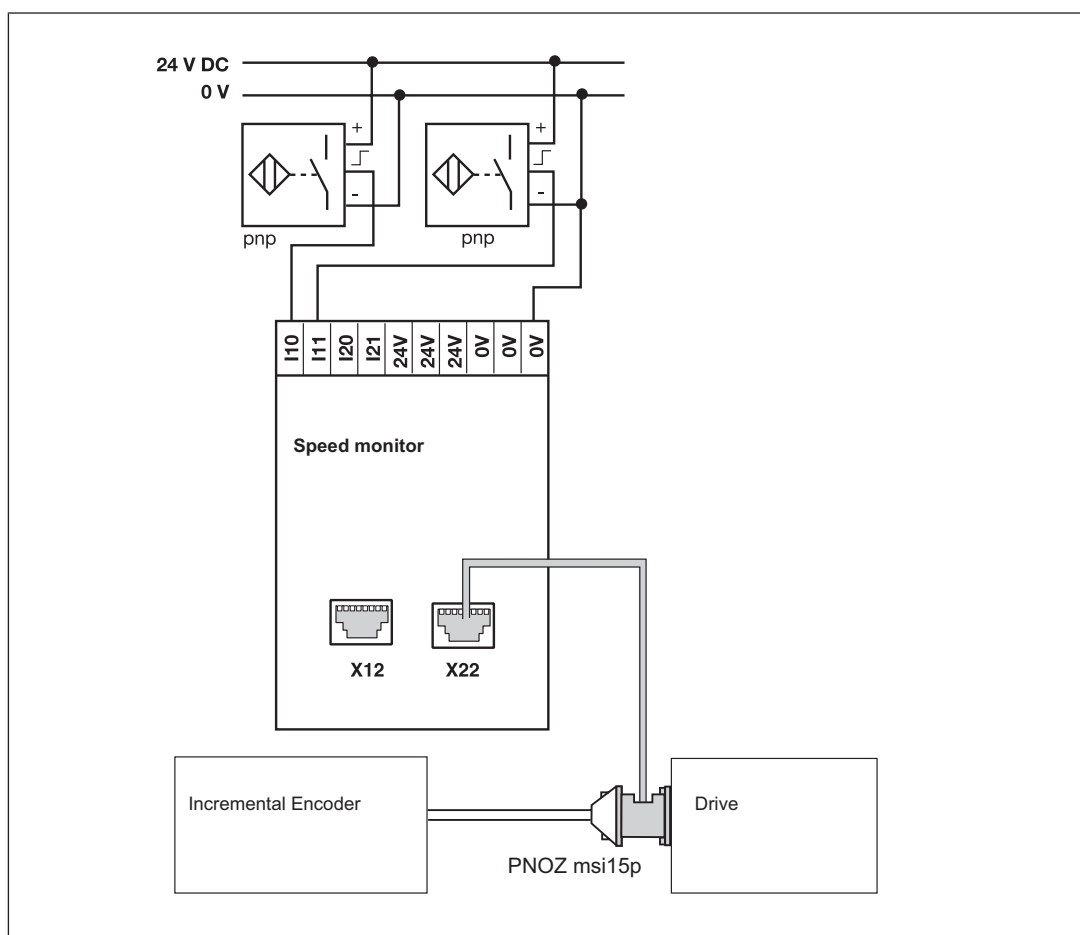 24 V DC
0 V
+
-
pnp
+
-
pnp
I10 I11 I20 I21 24V 24V 24V 0V 0V 0V
Speed monitor
X12 X22
Incremental Encoder
Drive
PNOZ msi15p